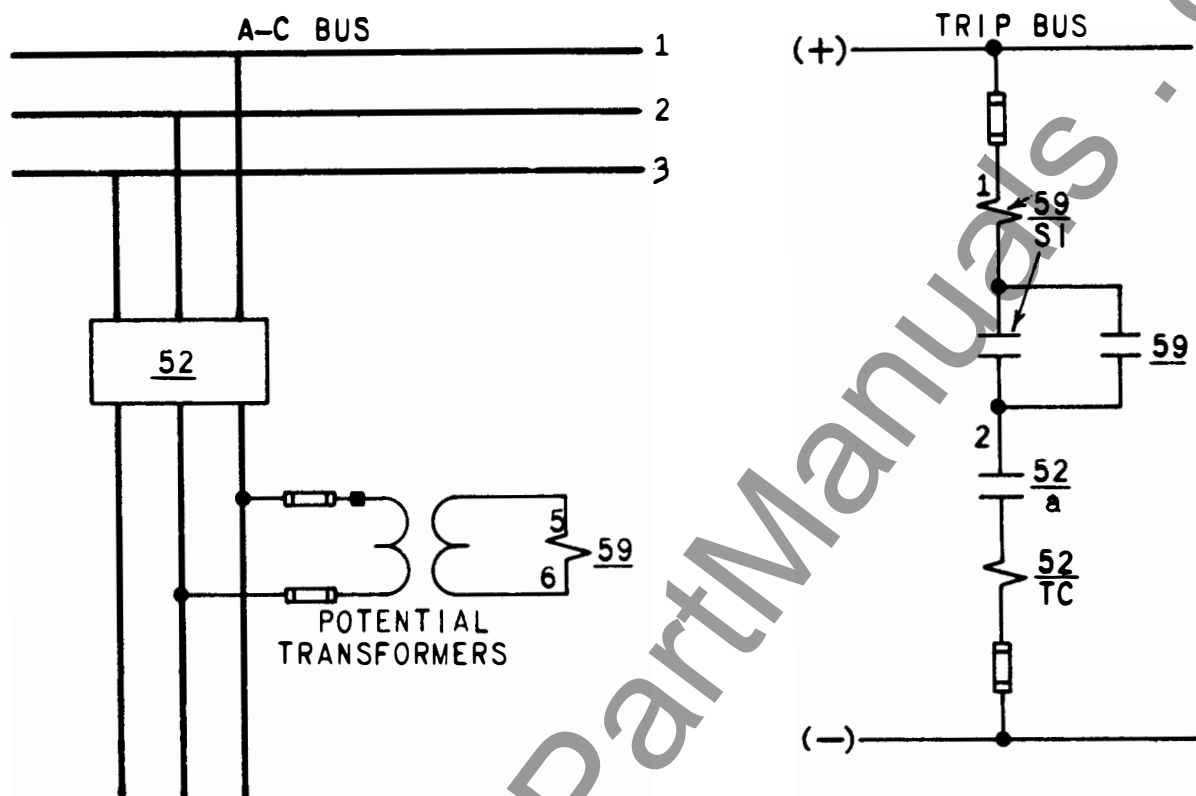 A-C BUS
1
2
3
52
5
59
6
POTENTIAL
TRANSFORMERS
TRIP BUS
(+)
1
59
SI
59
2
52
a
52
TC
(-)
PartManuals .